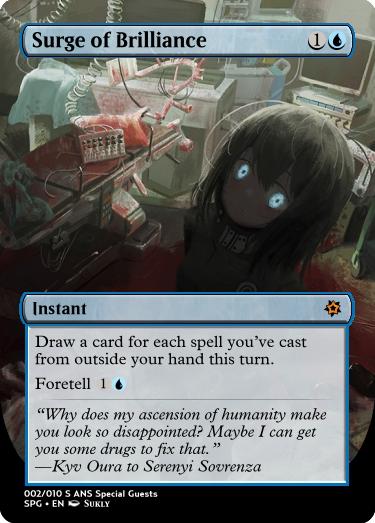 Surge of Brilliance 1
Instant
Draw a card for each spell you've cast
from outside your hand this turn.
Foretell 1
“Why does my ascension of humanity make
you look so disappointed? Maybe I can get
you some drugs to fix that.”
—Kyv Oura to Serenyi Sovrenza
002/010 S ANS Special Guests
SPG • EN SUKLY